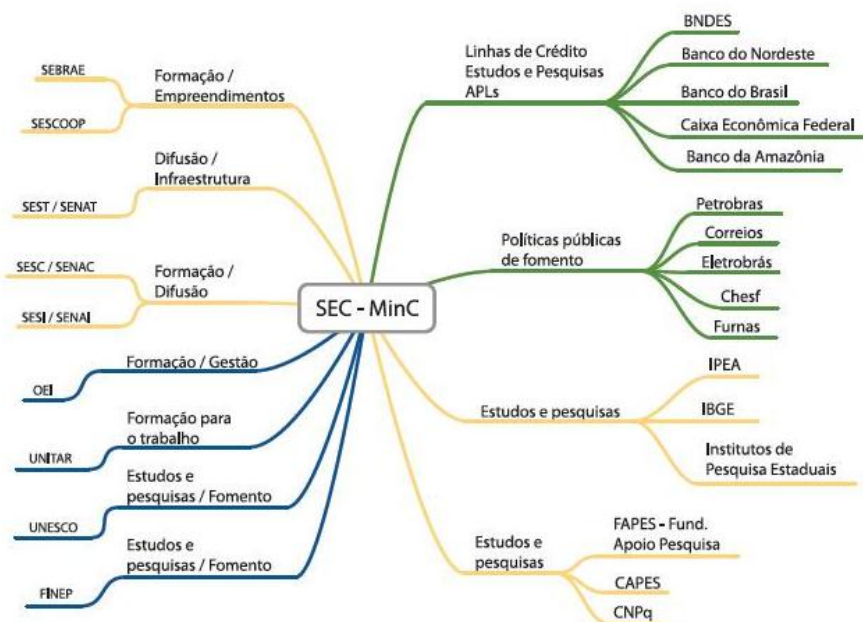 SEBRAE
SESCOOP
Formação /
Empreendimentos
SEST / SENAT
Difusão /
Infraestrutura
SESC / SENAC
SESI / SENAI
Formação /
Difusão
OEI
Formação / Gestão
UNITAR
Formação para
o trabalho
UNESCO
Estudos e
pesquisas / Fomento
FINEP
Estudos e
pesquisas / Fomento
SEC - MinC
Linhas de Crédito
Estudos e Pesquisas
APLs
BNDES
Banco do Nordeste
Banco do Brasil
Caixa Econômica Federal
Banco da Amazônia
Políticas públicas
de fomento
Petrobras
Correios
Eletrobrás
Chesf
Furnas
Estudos e pesquisas
IPEA
IBGE
Institutos de
Pesquisa Estaduais
Estudos e
pesquisas
FAPES - Fund.
Apoio Pesquisa
CAPES
CNPq